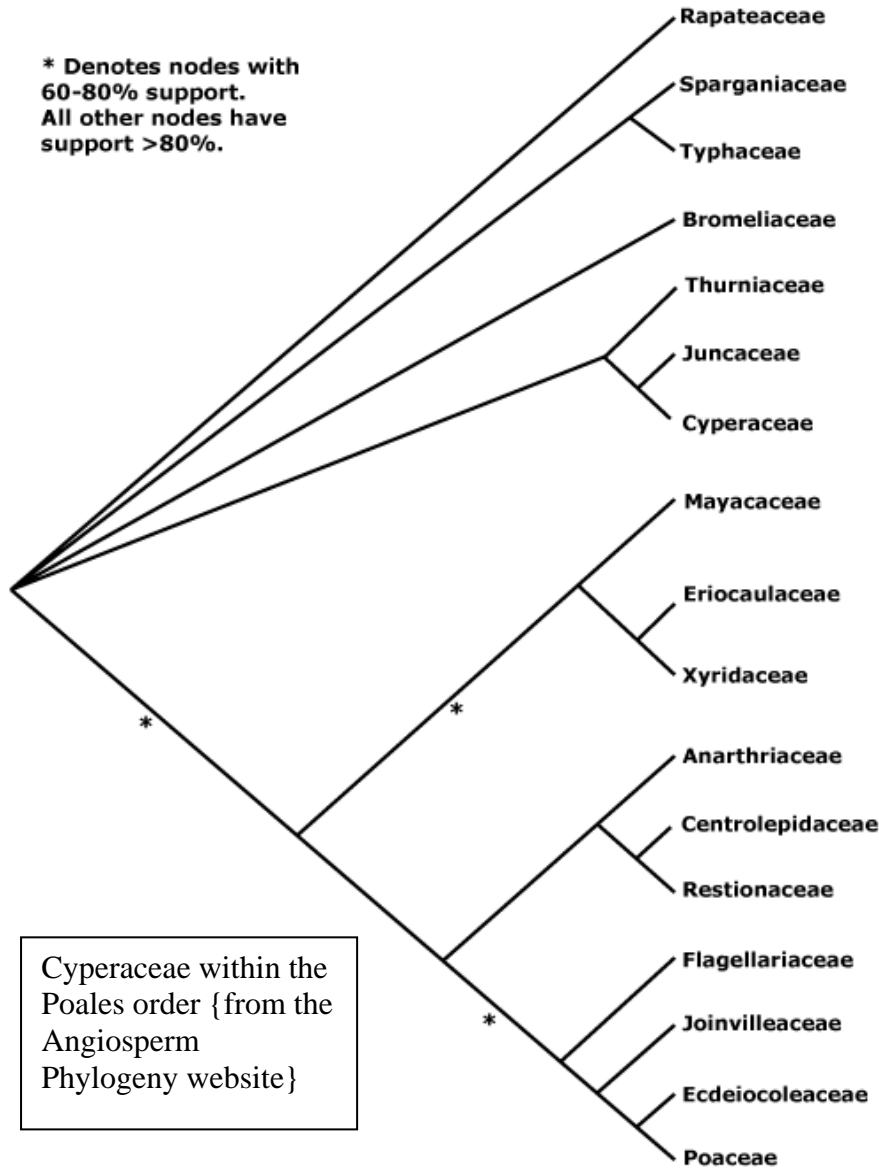 Rapateaceae
* Denotes nodes with
60-80% support.
All other nodes have
support >80%.
Sparganiaceae
Typhaceae
Bromeliaceae
Thurniaceae
Juncaceae
Cyperaceae
Mayacaceae
Eriocaulaceae
Xyridaceae
*
*
Anarthriaceae
Centrolepidaceae
Restionaceae
Flagellariaceae
*
Joinvilleaceae
Ecdeiocoleaceae
Poaceae
Cyperaceae within the
Poales order {from the
Angiosperm
Phylogeny website}